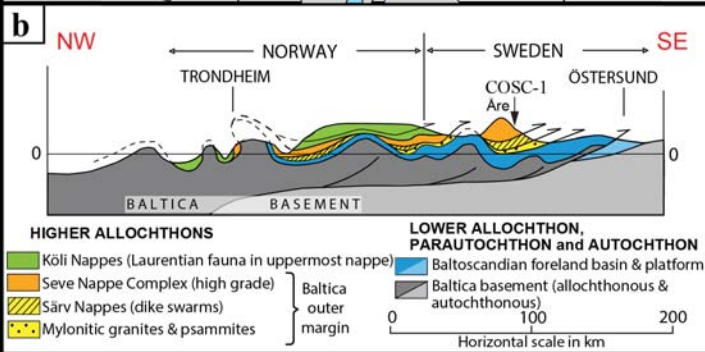 b
NW
SE
NORWAY
SWEDEN
TRONDHEIM
COSC-1
Åre
ÖSTERSUND
0
0
BALTICA BASEMENT
HIGHER ALLOCHTHONS
Köli Nappes (Laurentian fauna in uppermost nappe)
Seve Nappe Complex (high grade)
Särv Nappes (dike swarms)
Mylonitic granites & psammites
Baltica
outer
margin
LOWER ALLOCHTHON,
PARAUTOCHTHON and AUTOCHTHON
Baltoscandian foreland basin & platform
Baltica basement (allochthonous &
autochthonous)
0 100 200
Horizontal scale in km